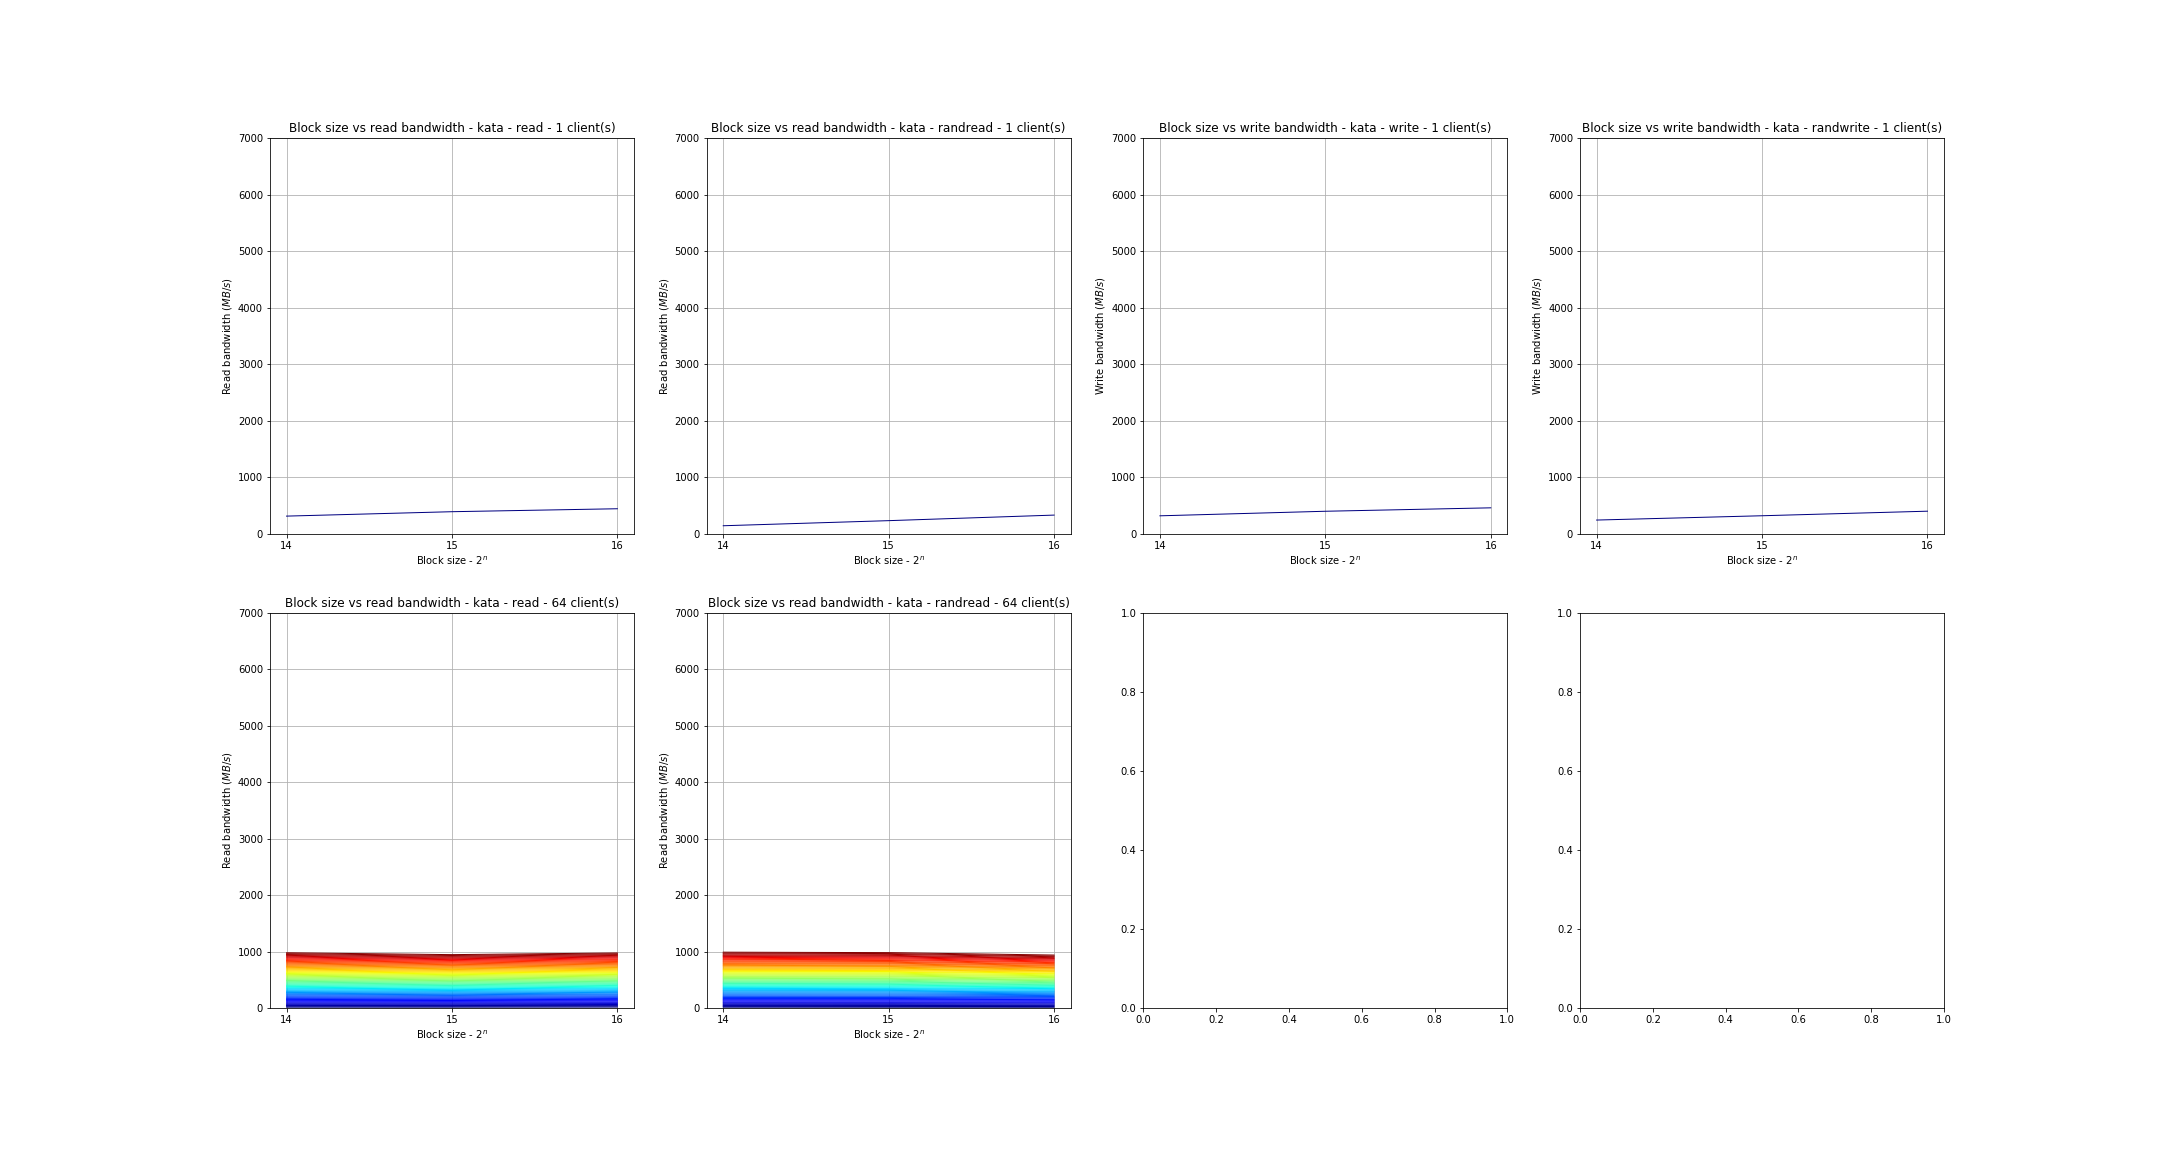 Block size vs read bandwidth - kata - read - 1 client(s)
7000
6000
5000
4000
3000
2000
1000
0
Read bandwidth (MB/s)
14 15 16
Block size - 2^n
Block size vs read bandwidth - kata - randread - 1 client(s)
7000
6000
5000
4000
3000
2000
1000
0
Read bandwidth (MB/s)
14 15 16
Block size - 2^n
Block size vs write bandwidth - kata - write - 1 client(s)
7000
6000
5000
4000
3000
2000
1000
0
Write bandwidth (MB/s)
14 15 16
Block size - 2^n
Block size vs write bandwidth - kata - randwrite - 1 client(s)
7000
6000
5000
4000
3000
2000
1000
0
Write bandwidth (MB/s)
14 15 16
Block size - 2^n
Block size vs read bandwidth - kata - read - 64 client(s)
7000
6000
5000
4000
3000
2000
1000
0
Read bandwidth (MB/s)
14 15 16
Block size - 2^n
Block size vs read bandwidth - kata - randread - 64 client(s)
7000
6000
5000
4000
3000
2000
1000
0
Read bandwidth (MB/s)
14 15 16
Block size - 2^n
1.0
0.8
0.6
0.4
0.2
0.0
0.0 0.2 0.4 0.6 0.8 1.0
1.0
0.8
0.6
0.4
0.2
0.0
0.0 0.2 0.4 0.6 0.8 1.0